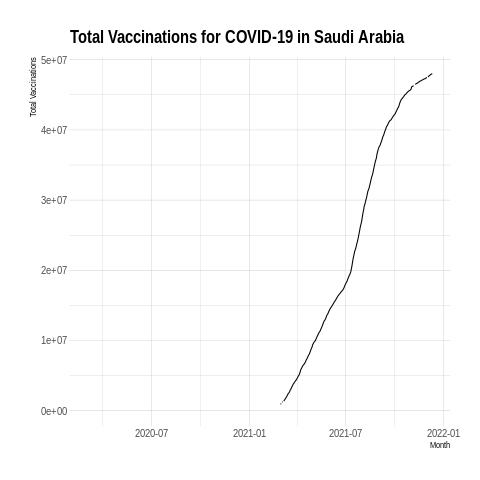 Total Vaccinations for COVID-19 in Saudi Arabia
Total Vaccinations
5e+07
4e+07
3e+07
2e+07
1e+07
0e+00
2020-07 2021-01 2021-07 2022-01
Month